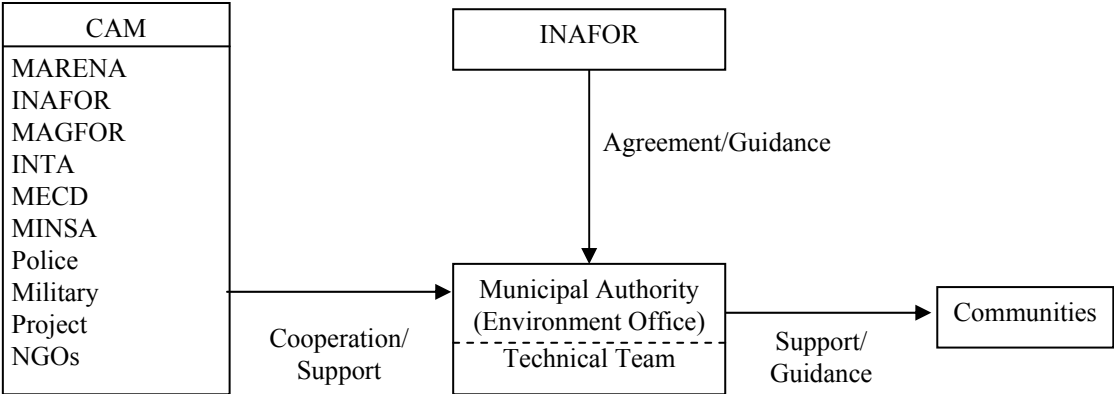 CAM
MARENA
INAFOR
MAGFOR
INTA
MECD
MINSA
Police
Military
Project
NGOs
INAFOR
Agreement/Guidance
Cooperation/
Support
Municipal Authority
(Environment Office)
Technical Team
Support/
Guidance
Communities